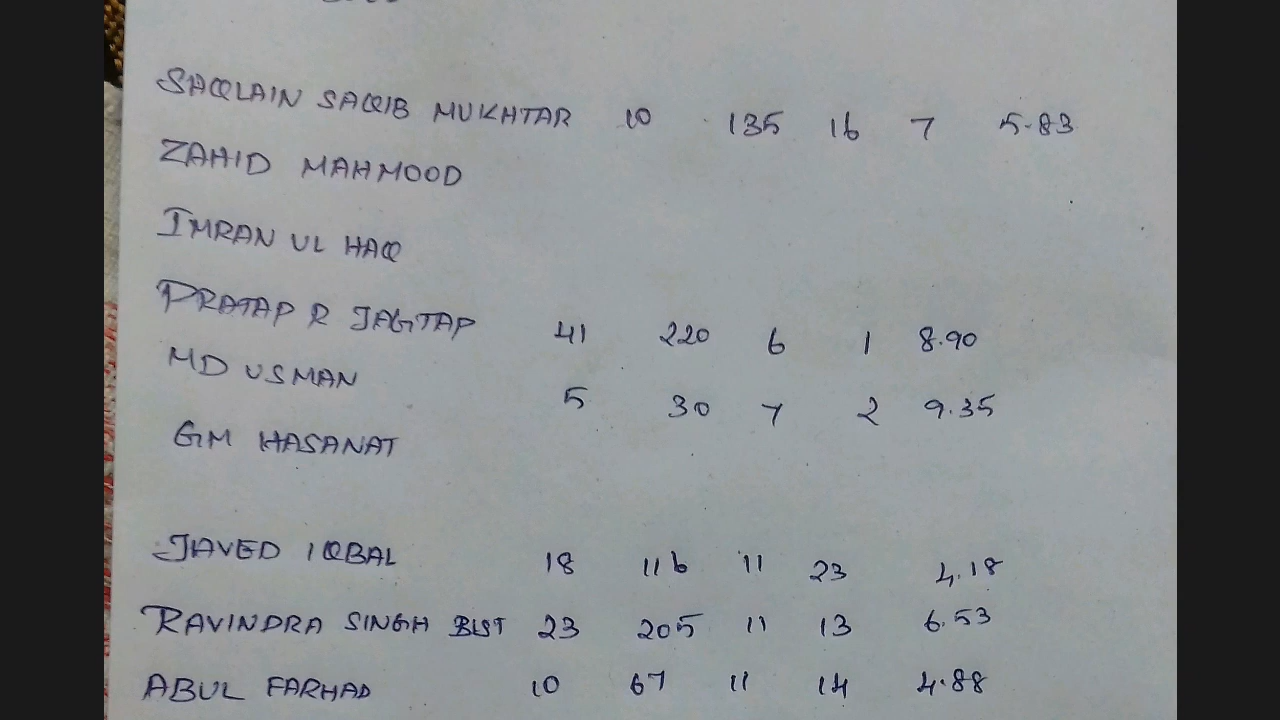 SAQLAIN SAQIB MUKHTAR 10 135 16 7 5.83
ZAHID MAHMOOD
IMRAN UL HAQ
PRATAP R JAGTAP 41 220 6 1 8.90
MD USMAN 5 30 7 2 9.35
GM HASANAT
JAVED IQBAL 18 116 11 23 4.18
RAVINDRA SINGH BIST 23 205 11 13 6.53
ABUL FARHAD 10 67 11 14 4.88